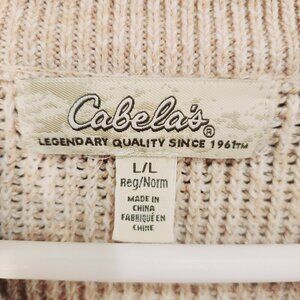 Cabela's®
LEGENDARY QUALITY SINCE 1961™
L/L
Reg/Norm
MADE IN
CHINA
FABRIQUÉ EN
CHINE